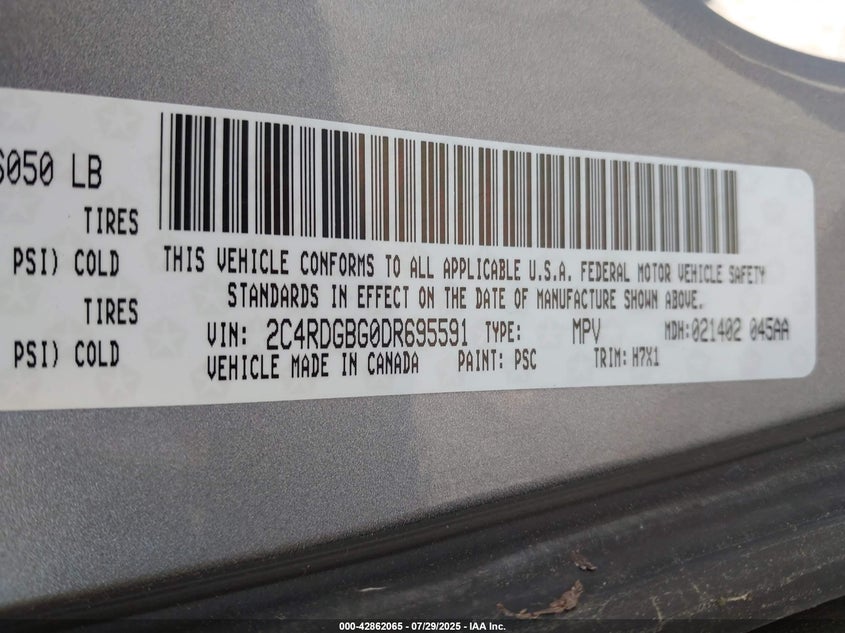 6050 LB
TIRES
PSI) COLD
TIRES
PSI) COLD
THIS VEHICLE CONFORMS TO ALL APPLICABLE U.S.A. FEDERAL MOTOR VEHICLE SAFETY
STANDARDS IN EFFECT ON THE DATE OF MANUFACTURE SHOWN ABOVE.
VIN: 2C4RDGBG0DR695591 TYPE: MPV MDH:021402 045AA
VEHICLE MADE IN CANADA PAINT: PSC TRIM: H7X1
000-42862065 | 07/29/2025 - IAA Inc.